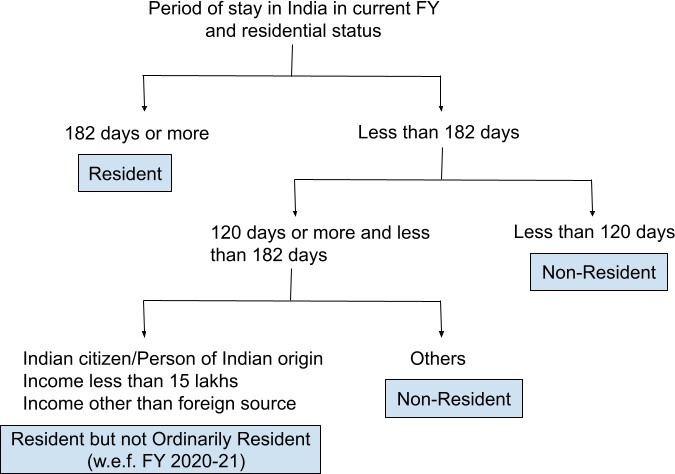 Period of stay in India in current FY
and residential status
182 days or more
Less than 182 days
Resident
120 days or more and less
than 182 days
Less than 120 days
Non-Resident
Indian citizen/Person of Indian origin
Income less than 15 lakhs
Income other than foreign source
Others
Non-Resident
Resident but not Ordinarily Resident
(w.e.f. FY 2020-21)